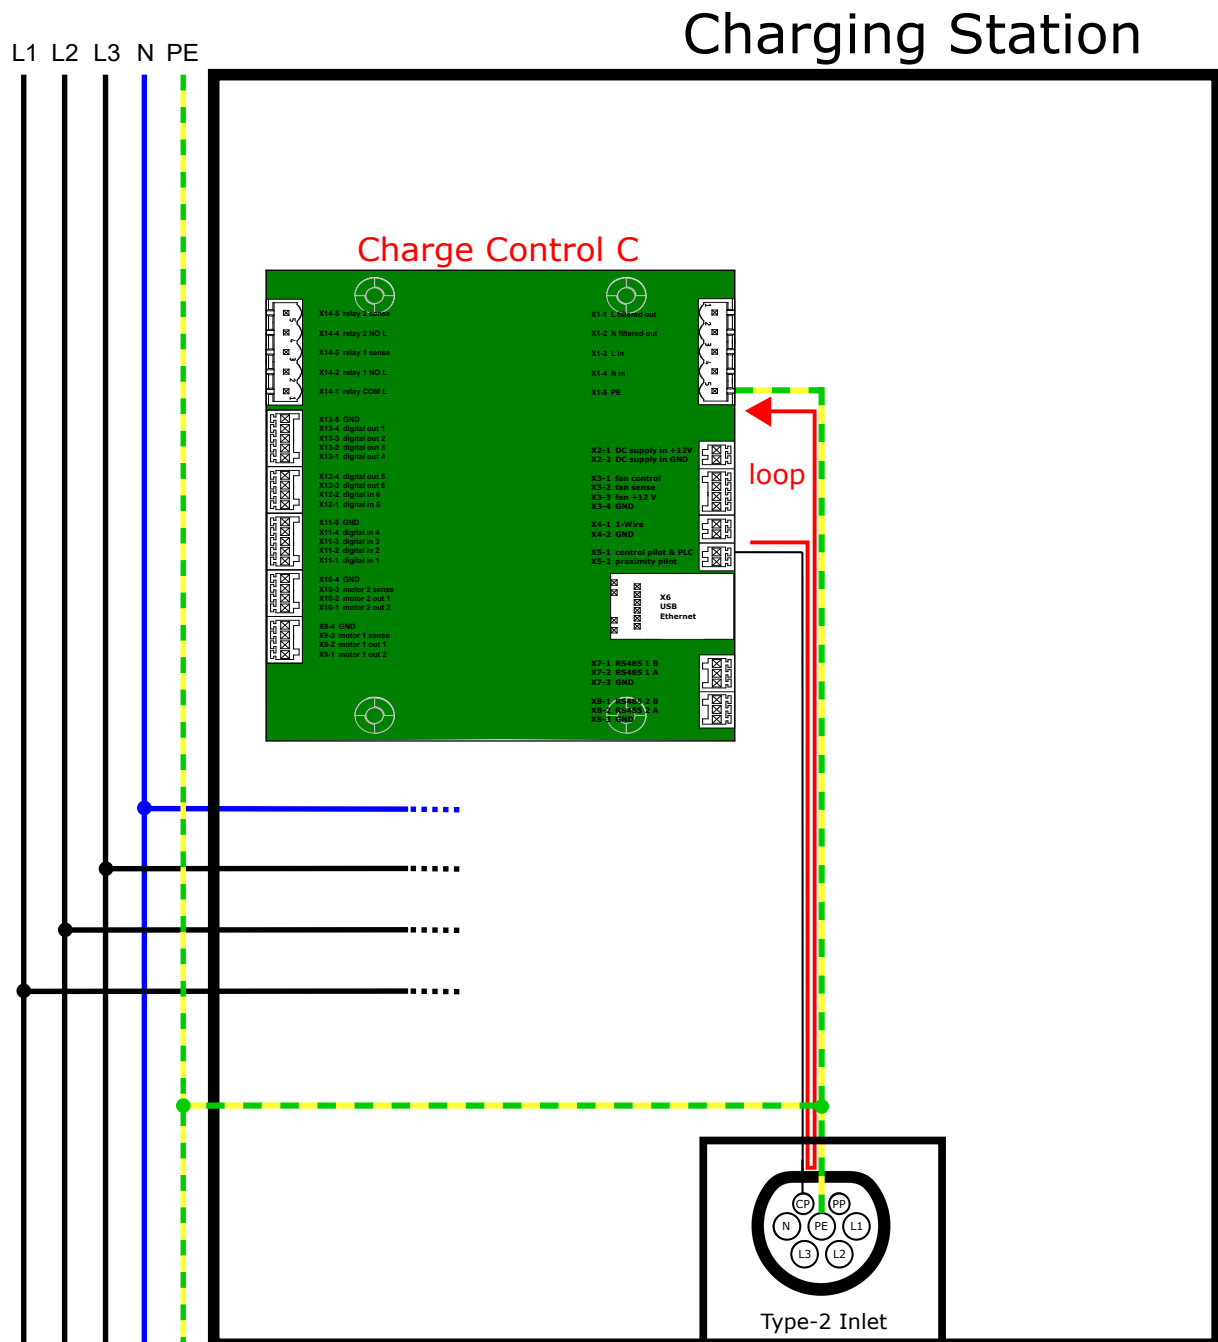 Charging Station
L1 L2 L3 N PE
Charge Control C
X14-5 relay 2 sense
X14-4 relay 2 NO L
X14-3 relay 1 sense
X14-2 relay 1 NO L
X14-1 relay COM L
5
4
3
2
1
X13-5 GND
X13-4 digital out 1
X13-3 digital out 2
X13-2 digital out 3
X13-1 digital out 4
X12-4 digital out 5
X12-3 digital out 6
X12-2 digital in 6
X12-1 digital in 5
X11-5 GND
X11-4 digital in 4
X11-3 digital in 3
X11-2 digital in 2
X11-1 digital in 1
X10-4 GND
X10-3 motor 2 sense
X10-2 motor 2 out 1
X10-1 motor 2 out 2
X9-4 GND
X9-3 motor 1 sense
X9-2 motor 1 out 1
X9-1 motor 1 out 2
X1-1 L filtered out
X1-2 N filtered out
X1-3 L in
X1-4 N in
X1-5 PE
1
2
3
4
5
X2-1 DC supply in +12V
X2-2 DC supply in GND
X3-1 fan control
X3-2 fan sense
X3-3 fan +12 V
X3-4 GND
X4-1 1-Wire
X4-2 GND
X5-1 control pilot & PLC
X5-2 proximity pilot
X6
USB
Ethernet
X7-1 RS485 1 B
X7-2 RS485 1 A
X7-3 GND
X8-1 RS485 2 B
X8-2 RS485 2 A
X8-3 GND
loop
CP PP
N PE L1
L3 L2
Type-2 Inlet